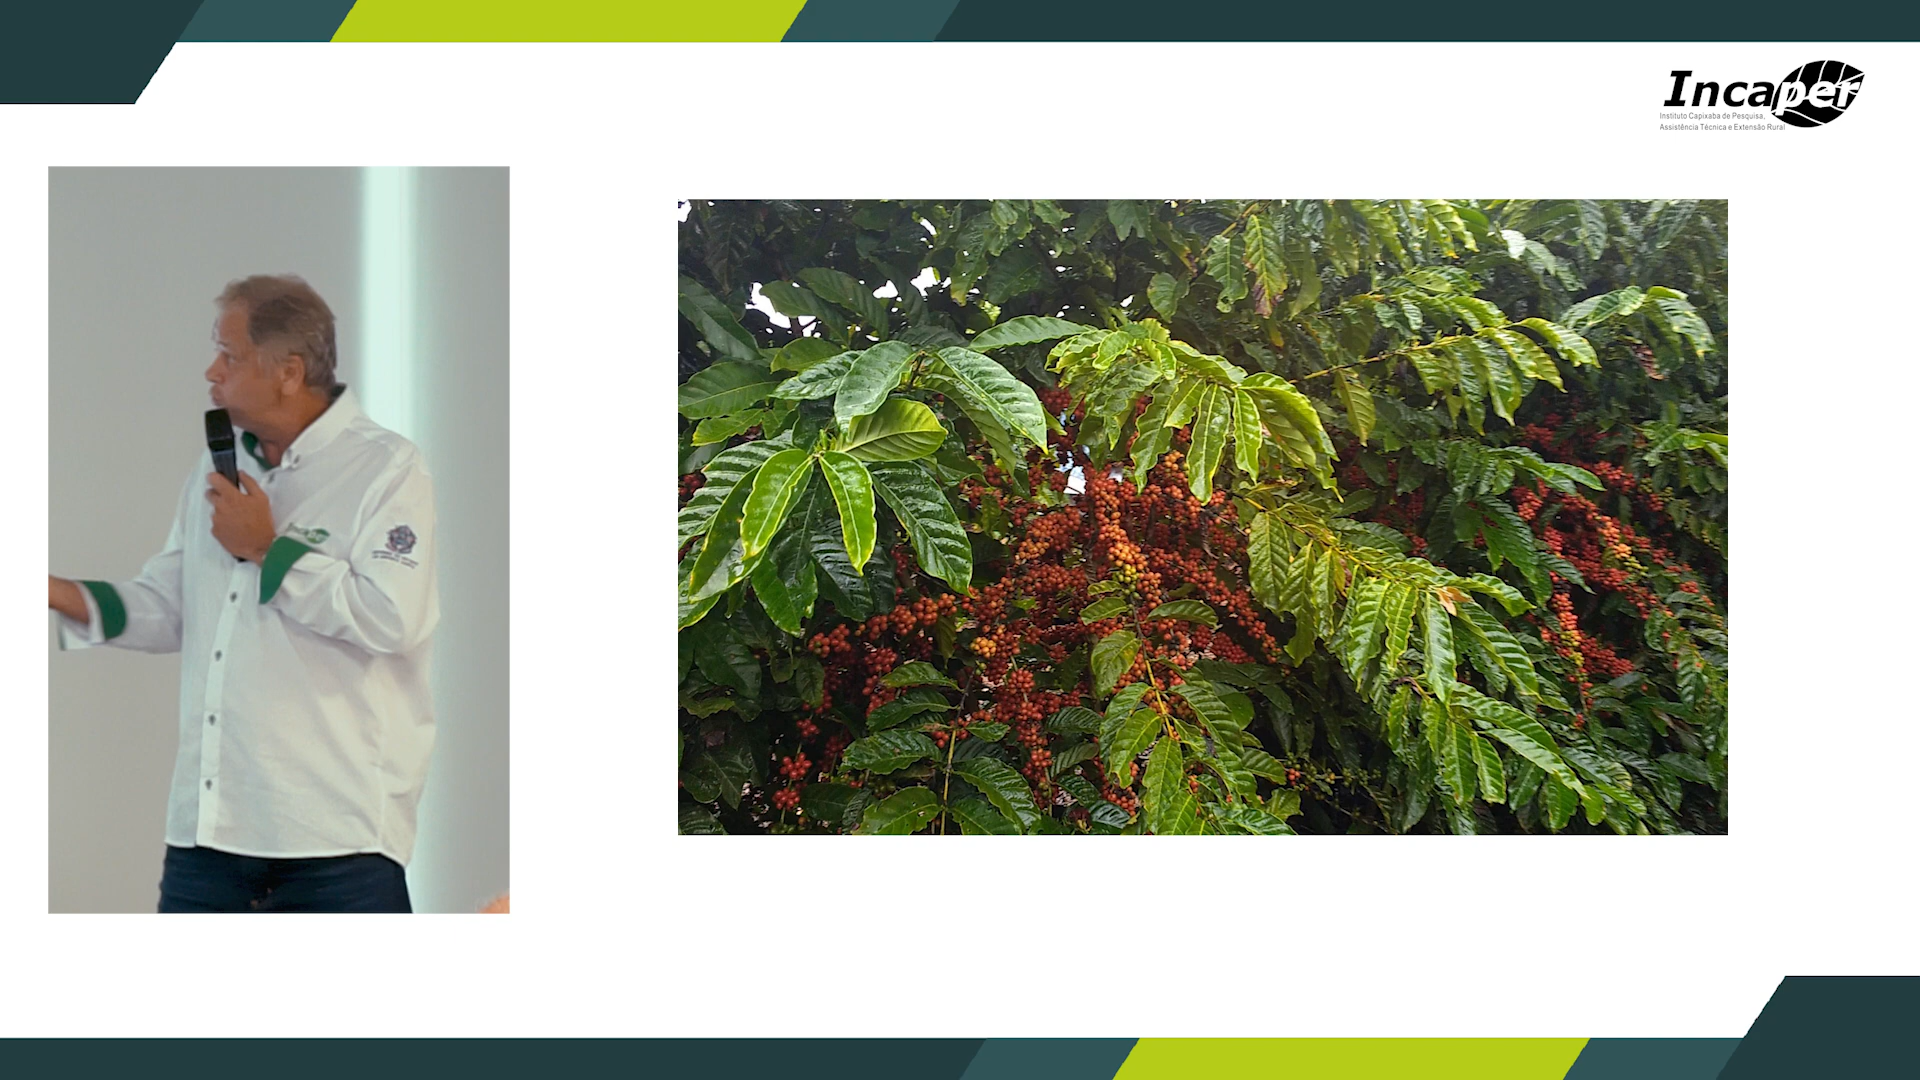 Incaper
Instituto Capixaba de Pesquisa,
Assistência Técnica e Extensão Rural